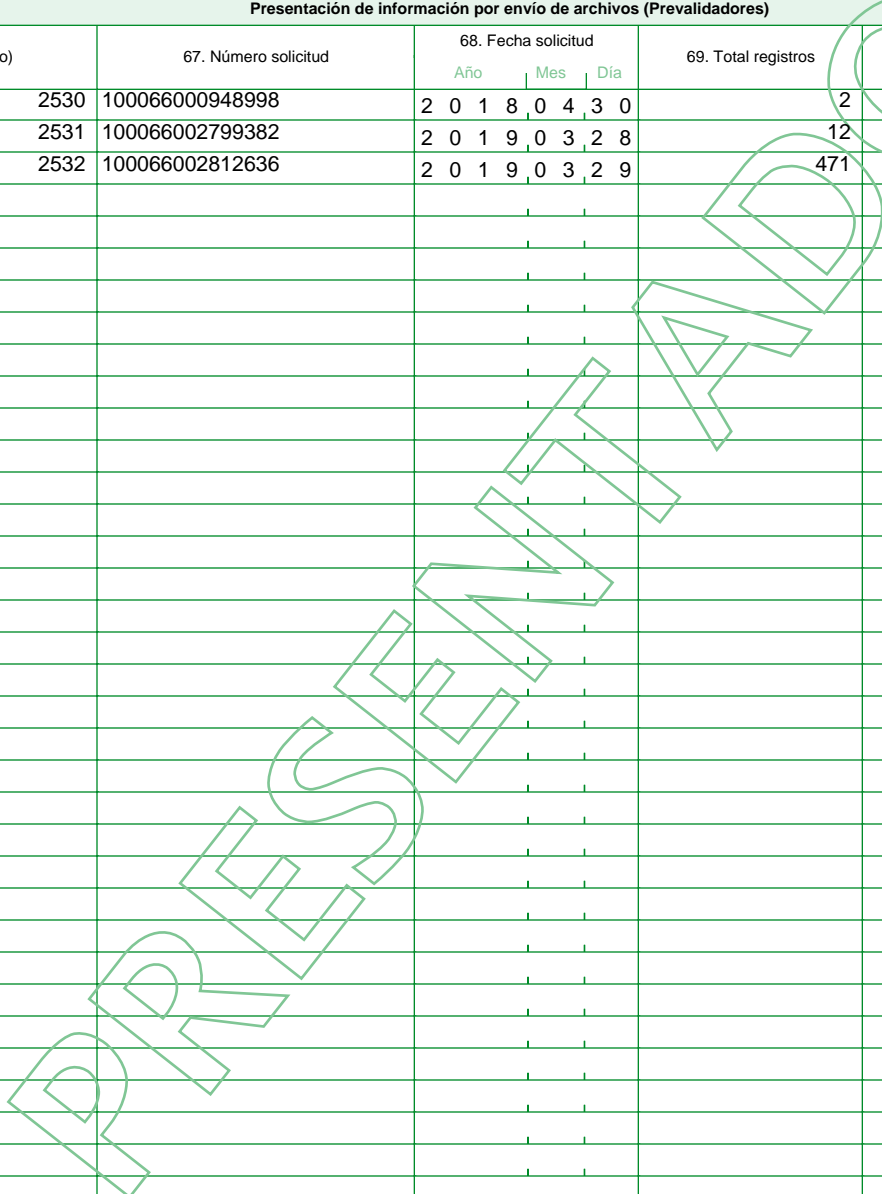 Presentación de información por envío de archivos (Prevalidadores)
o) 67. Número solicitud 68. Fecha solicitud 69. Total registros
Año Mes Día
2530 100066000948998 2 0 1 8 0 4 3 0 2
2531 100066002799382 2 0 1 9 0 3 2 8 12
2532 100066002812636 2 0 1 9 0 3 2 9 471
PRESENTADO